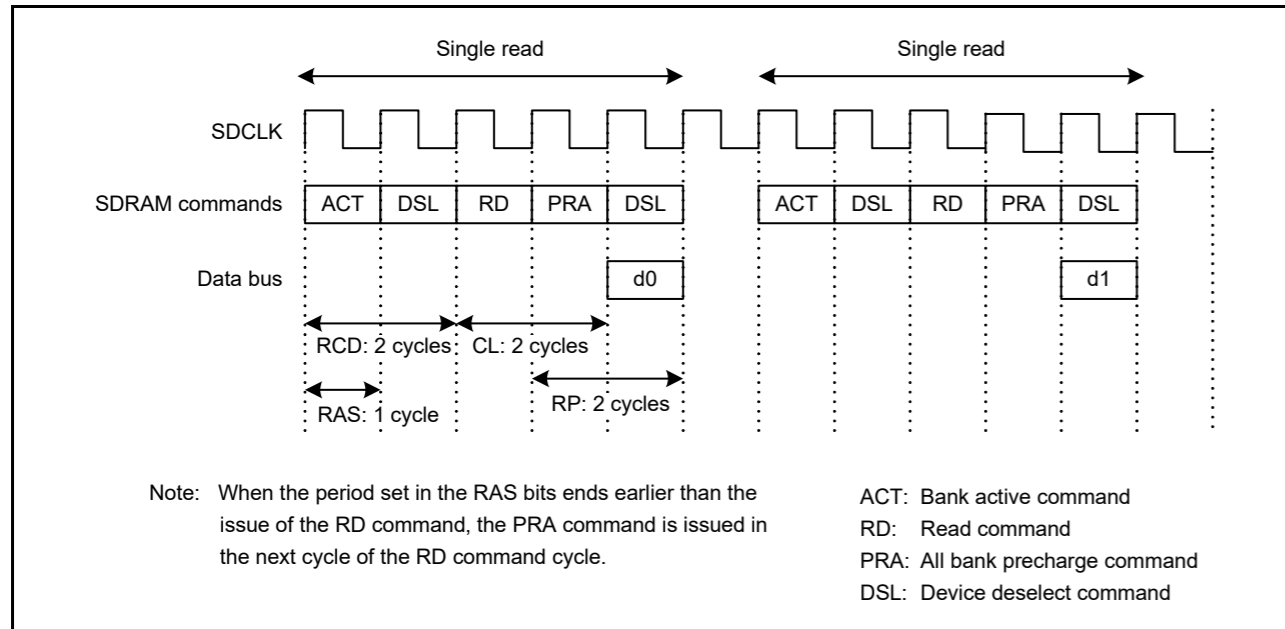 Single read Single read
SDCLK
SDRAM commands ACT DSL RD PRA DSL ACT DSL RD PRA DSL
Data bus d0 d1
RCD: 2 cycles CL: 2 cycles
RAS: 1 cycle RP: 2 cycles
Note: When the period set in the RAS bits ends earlier than the
issue of the RD command, the PRA command is issued in
the next cycle of the RD command cycle.
ACT: Bank active command
RD: Read command
PRA: All bank precharge command
DSL: Device deselect command